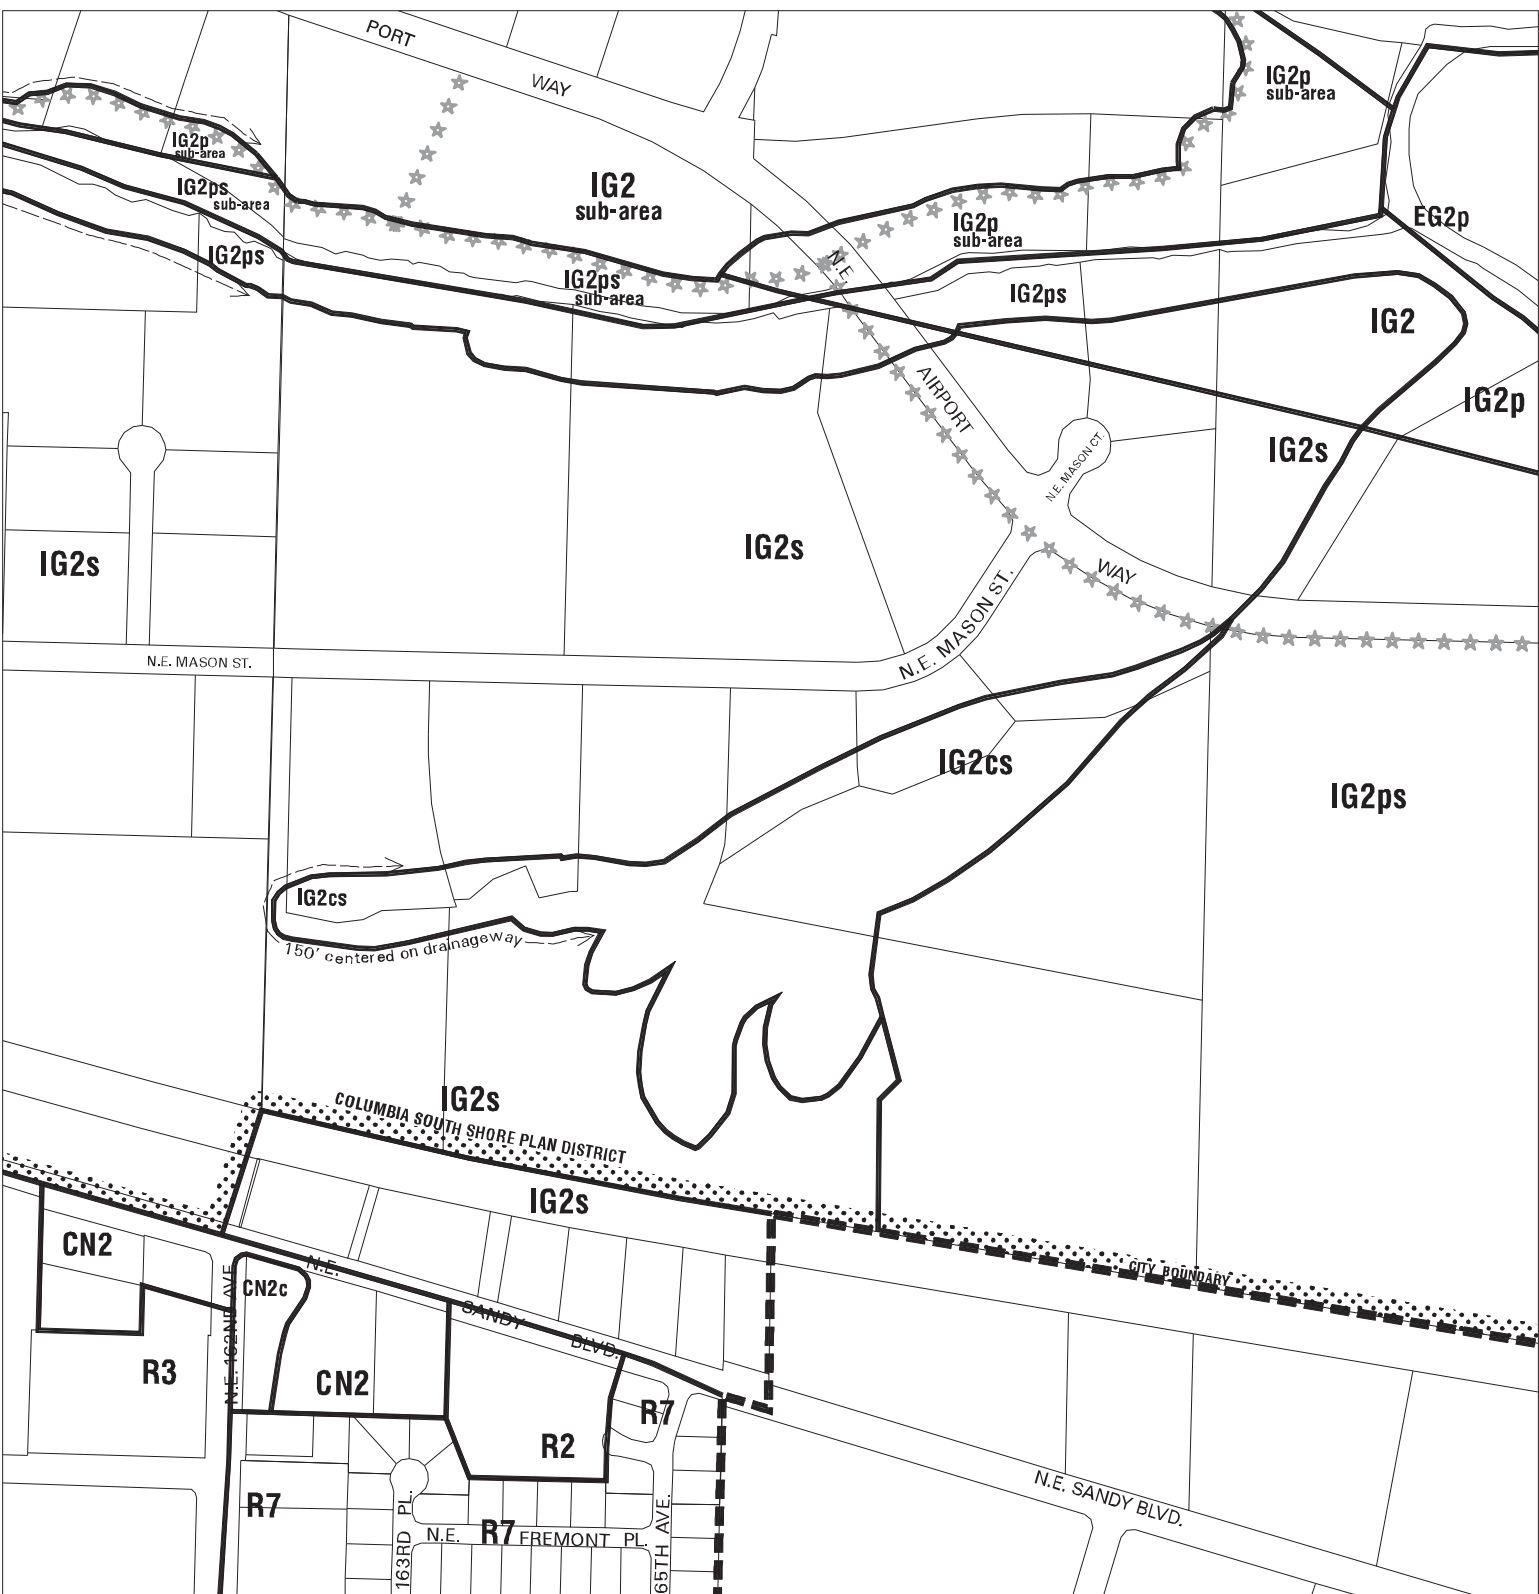 PORT
WAY
IG2p
sub-area
IG2p
sub-area
IG2ps
sub-area
IG2
sub-area
IG2p
sub-area
EG2p
IG2ps
N.E.
IG2ps
sub-area
IG2ps
IG2
AIRPORT
IG2p
IG2s
N.E. MASON CT.
IG2s
IG2s
WAY
N.E. MASON ST.
N.E. MASON ST.
IG2cs
IG2ps
IG2cs
150' centered on drainageway
IG2s
COLUMBIA SOUTH SHORE PLAN DISTRICT
IG2s
CN2
N.E.
CITY BOUNDARY
CN2c
N.E. 162ND AVE
SANDY
BLVD.
R3
CN2
R7
R2
N.E. SANDY BLVD.
R7
163RD PL.
N.E.
R7
FREMONT PL.
65TH AVE.